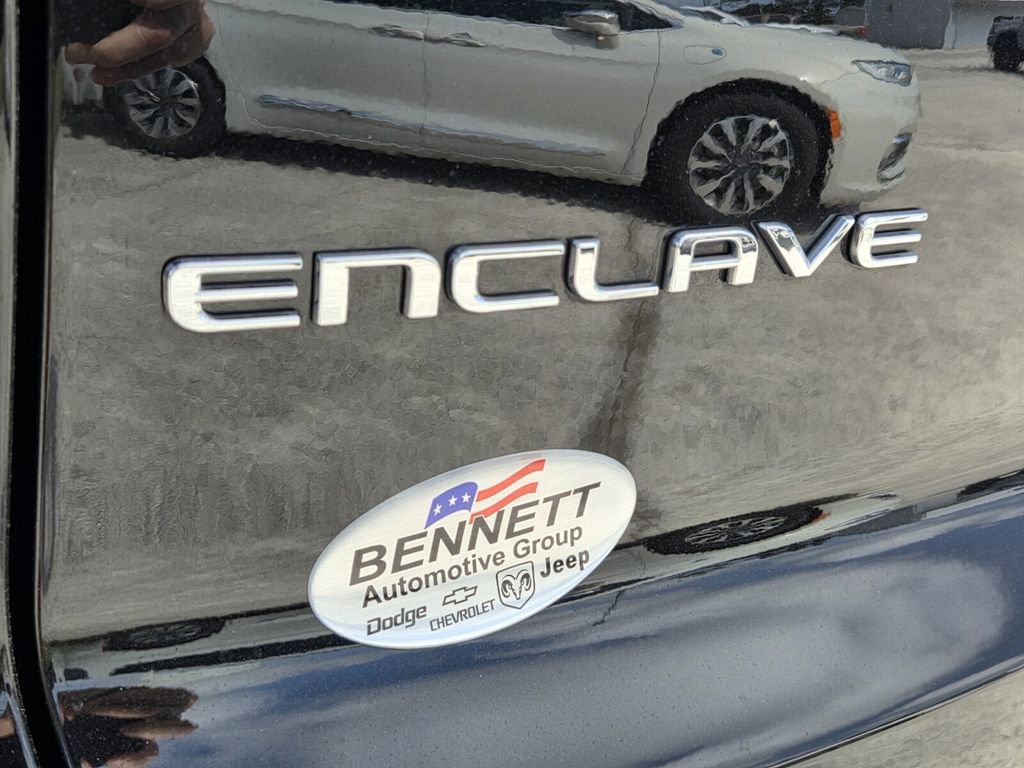 ENCLAVE
BENNETT
Automotive Group
Dodge CHEVROLET Jeep